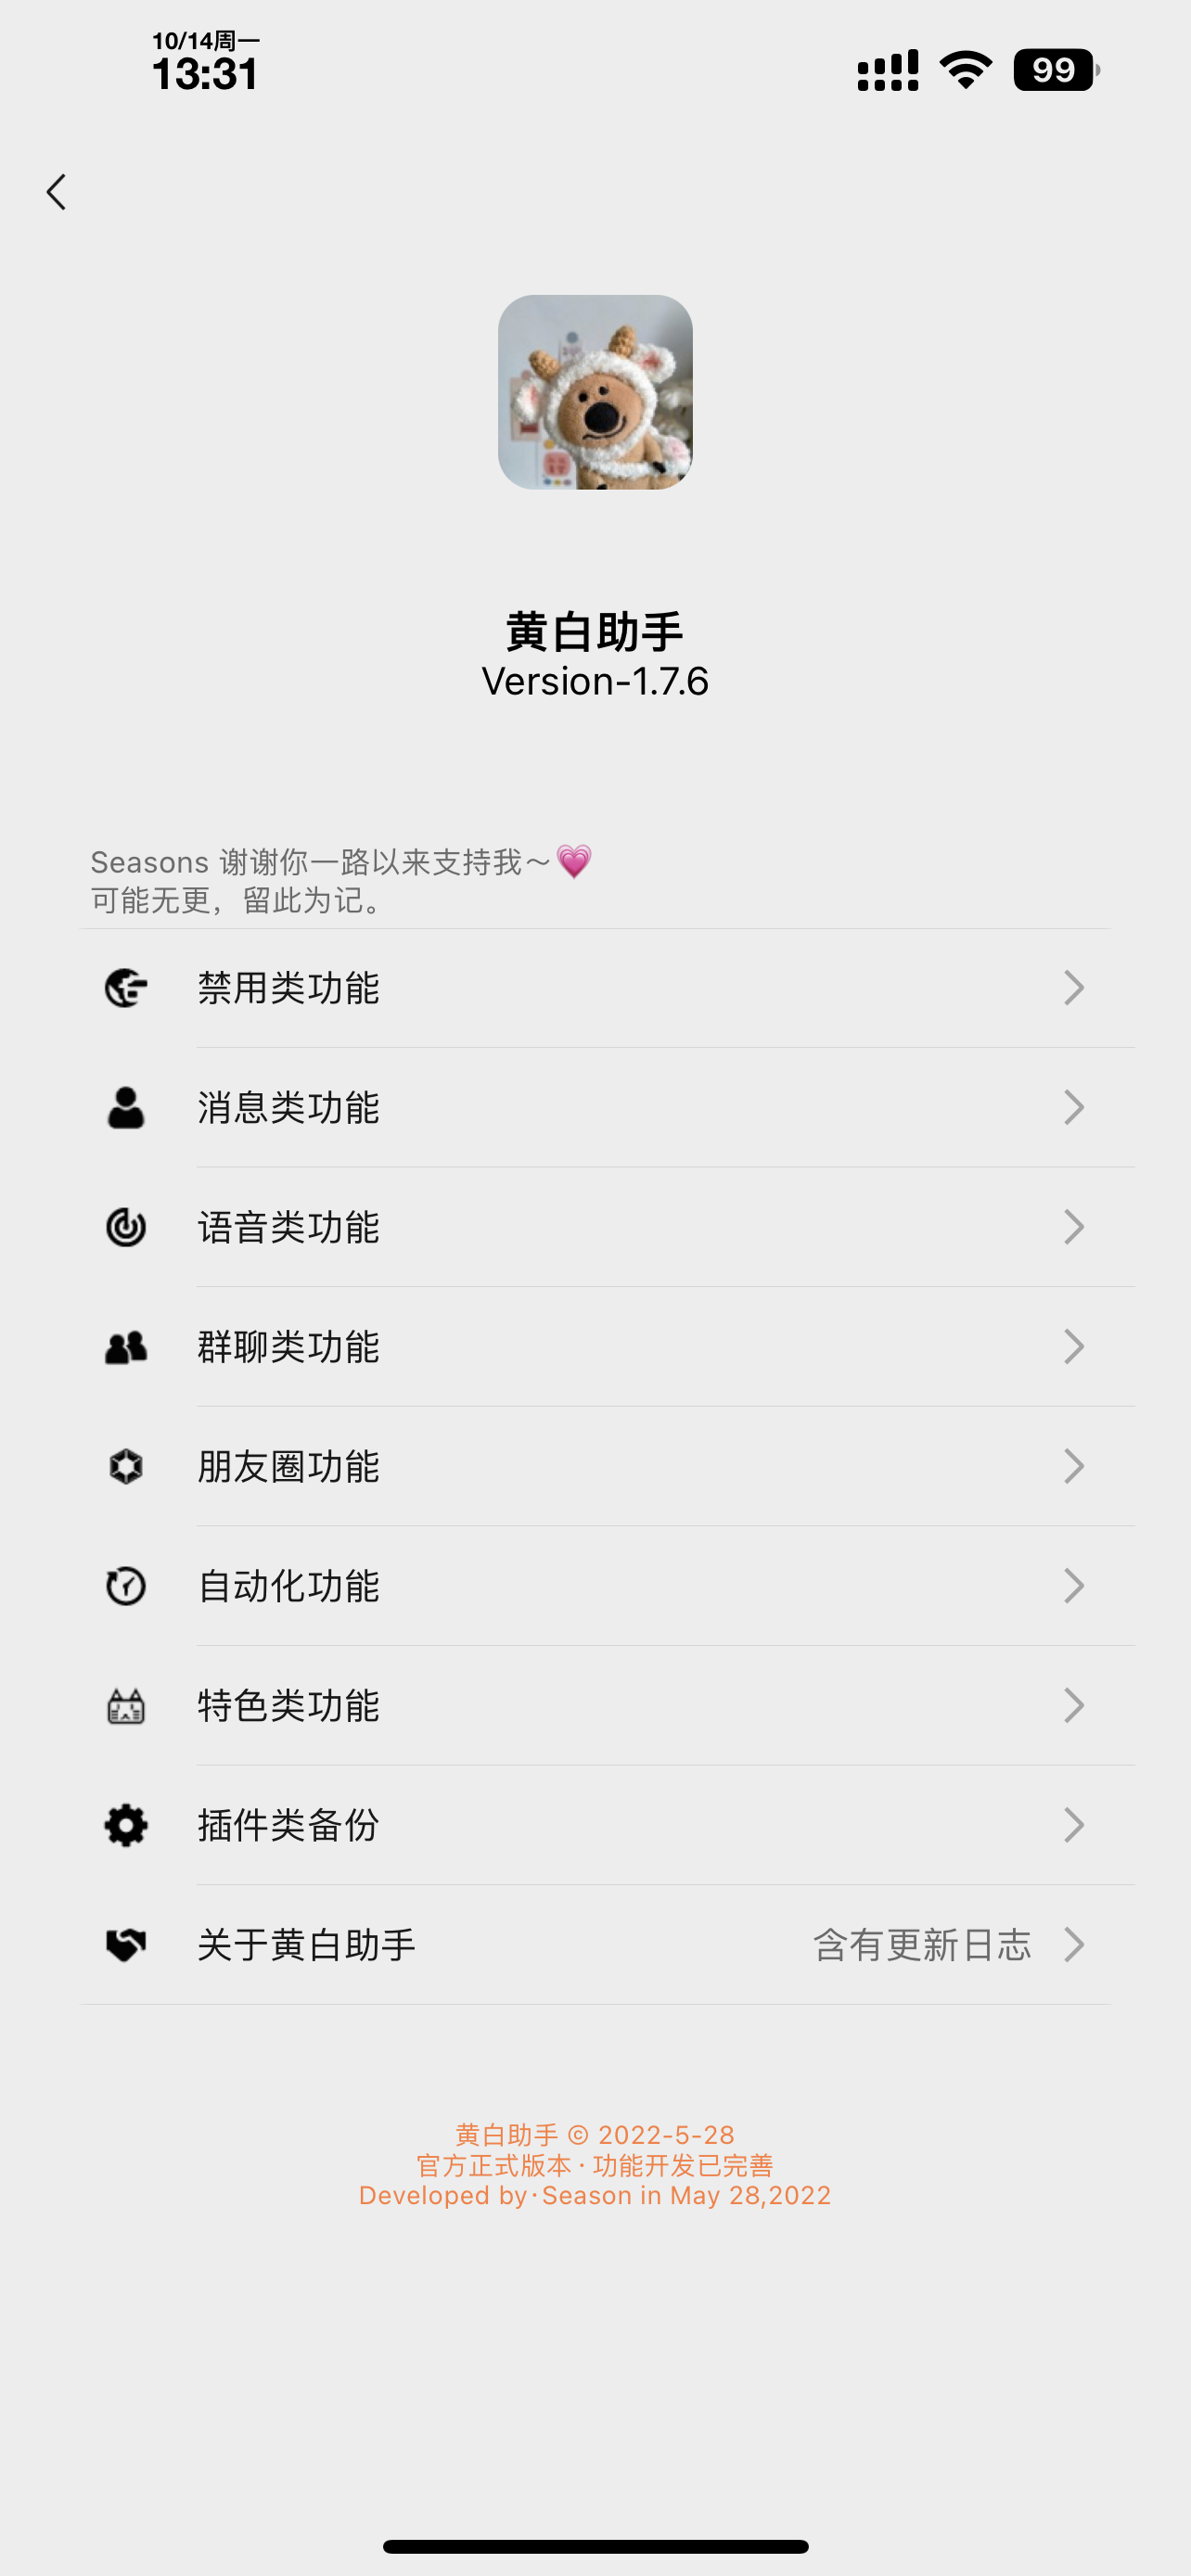 10/14周一
13:31
99
黄白助手
Version-1.7.6
Seasons 谢谢你一路以来支持我～💗
可能无更，留此为记。
禁用类功能
消息类功能
语音类功能
群聊类功能
朋友圈功能
自动化功能
特色类功能
插件类备份
关于黄白助手 含有更新日志
黄白助手 © 2022-5-28
官方正式版本 · 功能开发已完善
Developed by·Season in May 28,2022